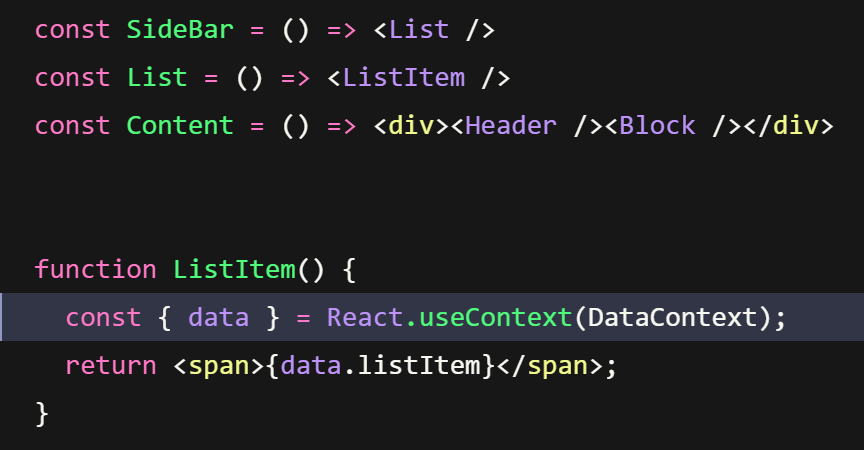 const SideBar = () => <List />
const List = () => <ListItem />
const Content = () => <div><Header /><Block /></div>
function ListItem() {
  const { data } = React.useContext(DataContext);
  return <span>{data.listItem}</span>;
}